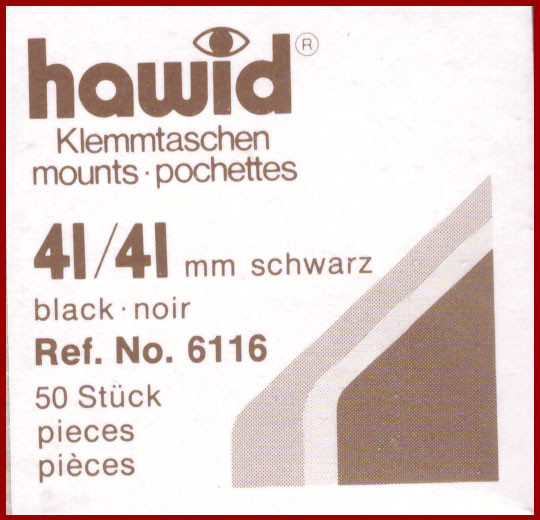 hawid ®
Klemmtaschen
mounts · pochettes
41/41 mm schwarz
black · noir
Ref. No. 6116
50 Stück
pieces
pièces